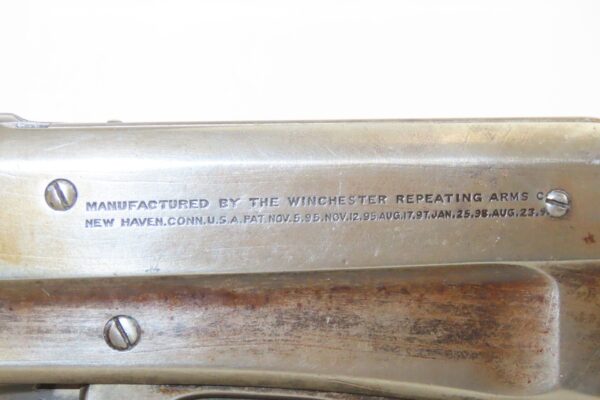 MANUFACTURED BY THE WINCHESTER REPEATING ARMS
NEW HAVEN.CONN.U.S.A.PAT.NOV.5.95.NOV.12.95.AUG.17.97.JAN.25.98.AUG.23.